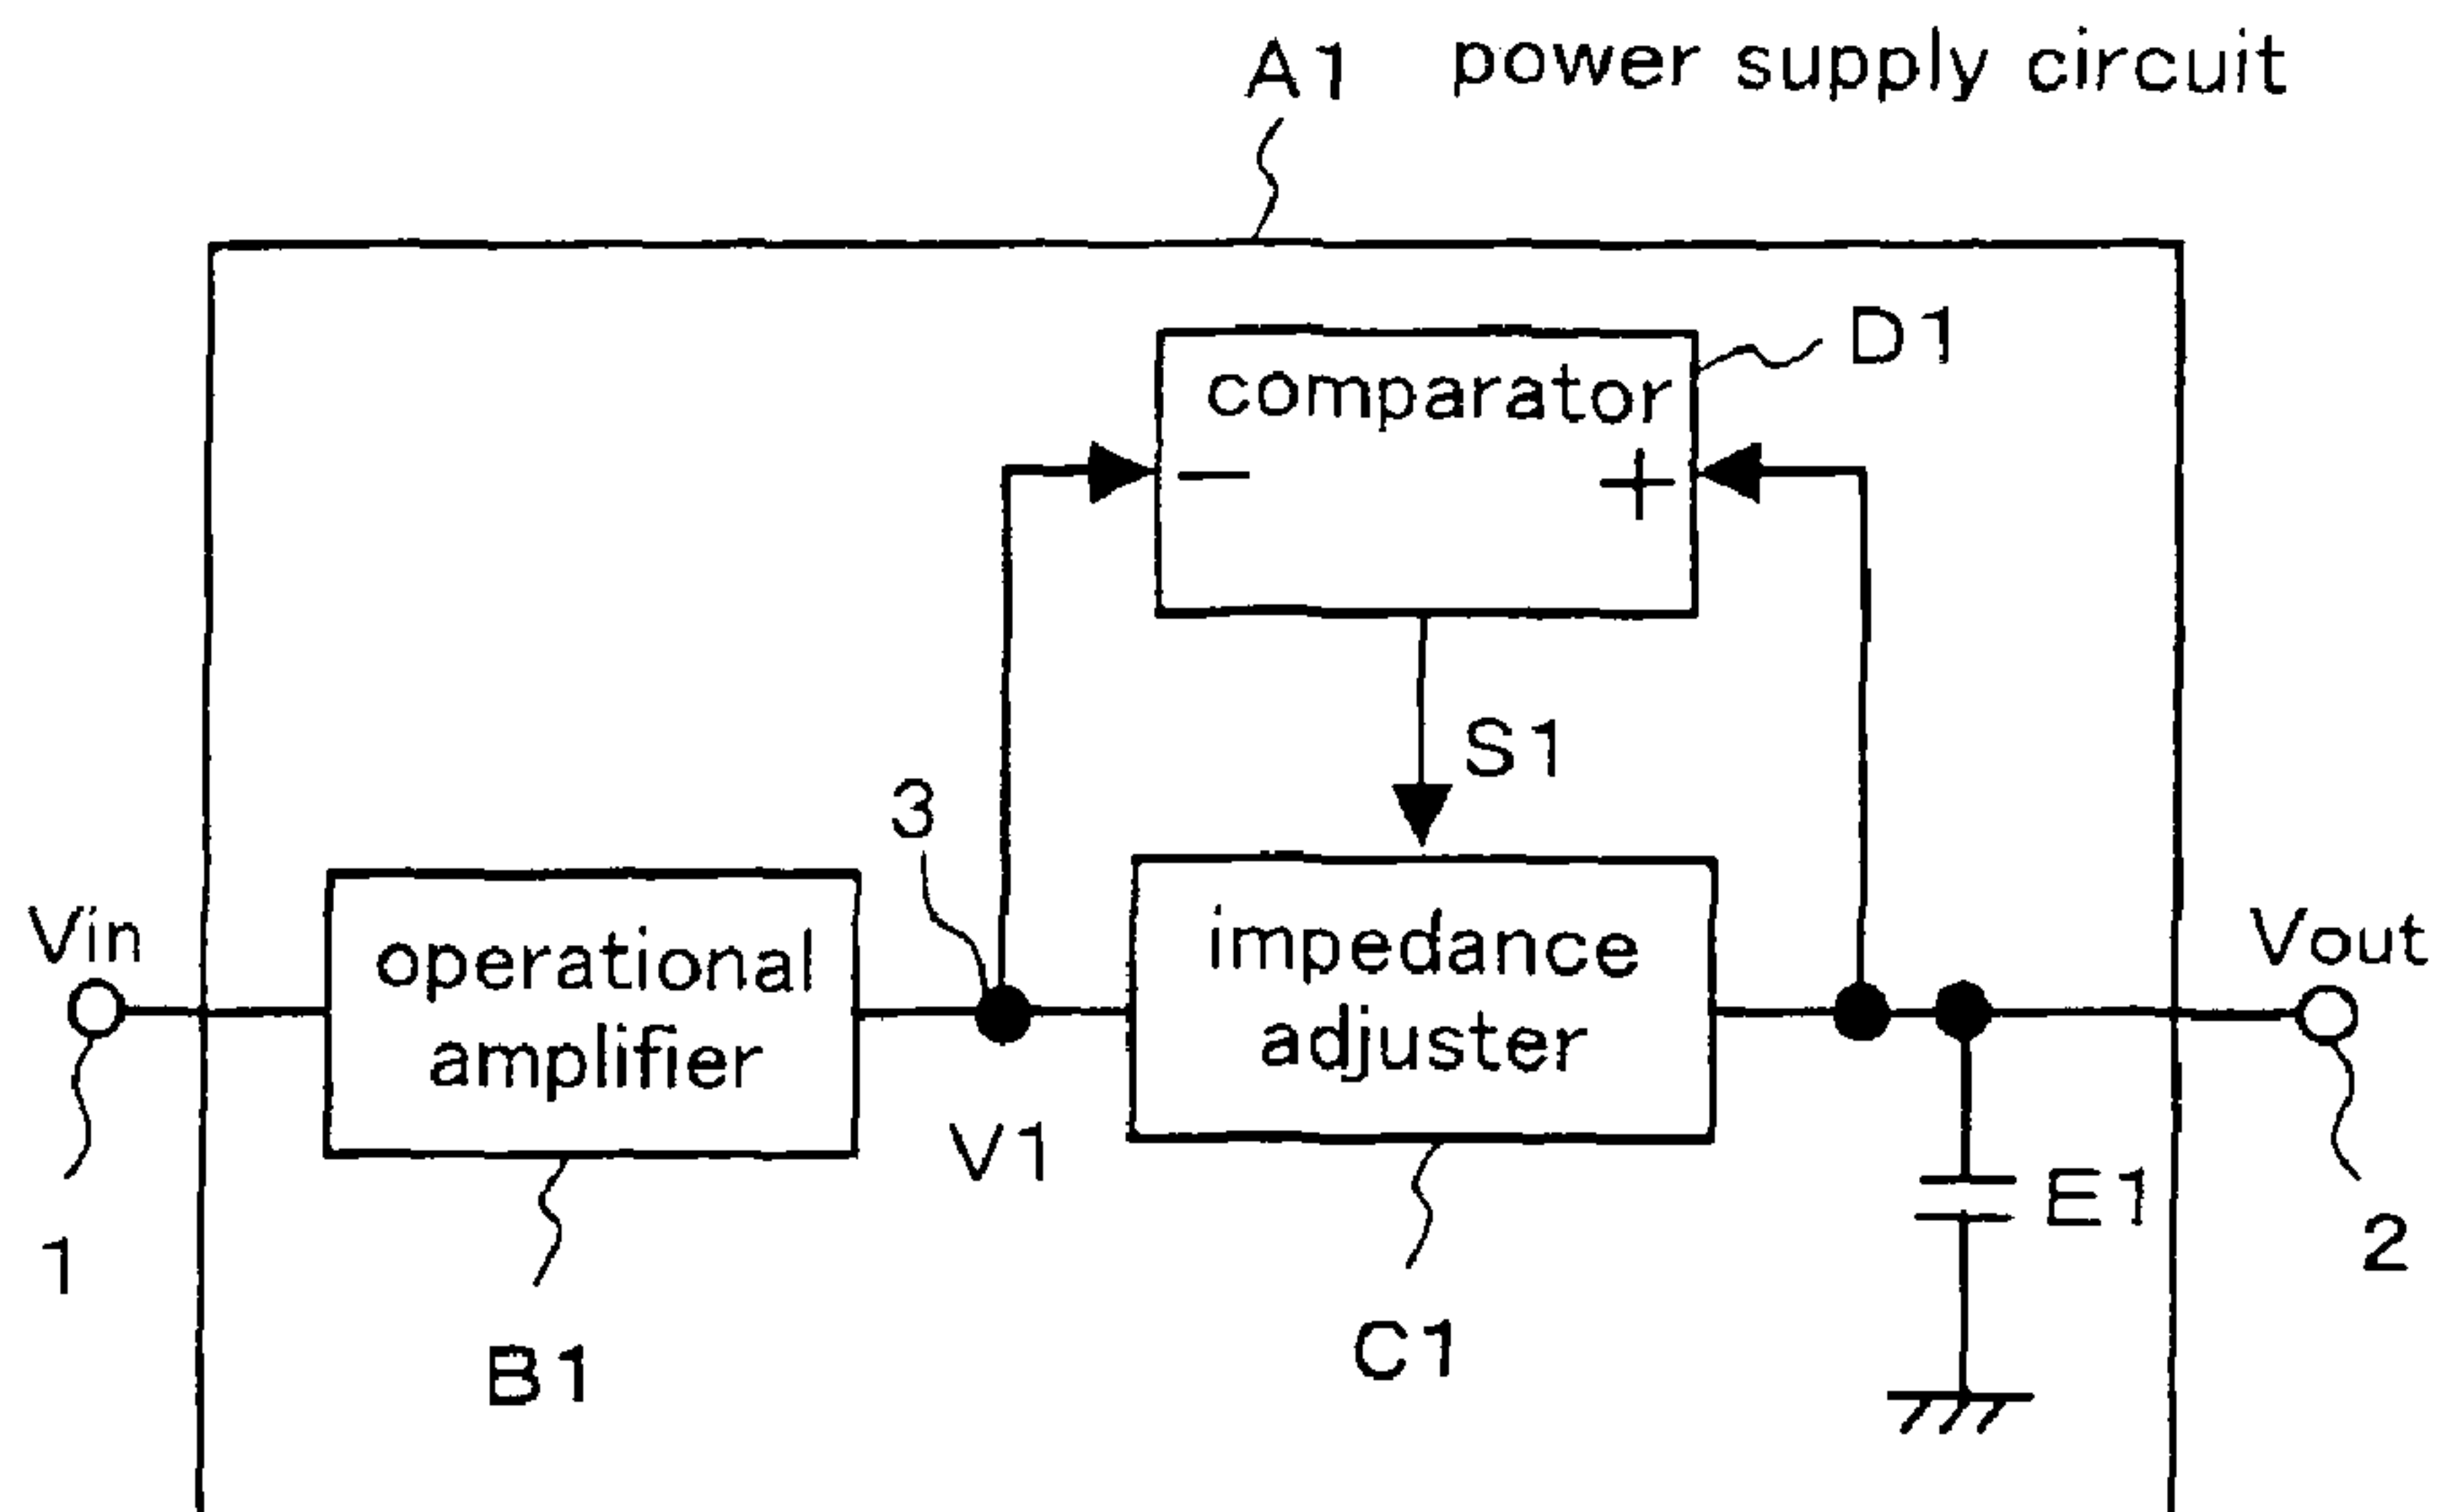 A1 power supply circuit
D1
comparator
− +
S1
3
Vin
operational
amplifier
impedance
adjuster
Vout
V1
E1
1
2
B1
C1